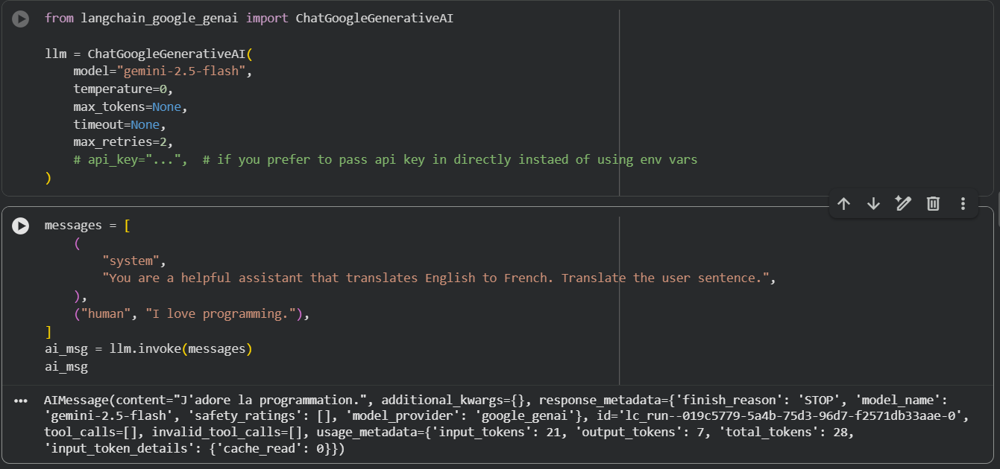 from langchain_google_genai import ChatGoogleGenerativeAI
llm = ChatGoogleGenerativeAI(
    model="gemini-2.5-flash",
    temperature=0,
    max_tokens=None,
    timeout=None,
    max_retries=2,
    # api_key="...",  # if you prefer to pass api key in directly instaed of using env vars
)
messages = [
    (
        "system",
        "You are a helpful assistant that translates English to French. Translate the user sentence.",
    ),
    ("human", "I love programming."),
]
ai_msg = llm.invoke(messages)
ai_msg
AIMessage(content="J'adore la programmation.", additional_kwargs={}, response_metadata={'finish_reason': 'STOP', 'model_name':
'gemini-2.5-flash', 'safety_ratings': [], 'model_provider': 'google_genai'}, id='lc_run--019c5779-5a4b-75d3-96d7-f2571db33aae-0',
tool_calls=[], invalid_tool_calls=[], usage_metadata={'input_tokens': 21, 'output_tokens': 7, 'total_tokens': 28,
'input_token_details': {'cache_read': 0}})